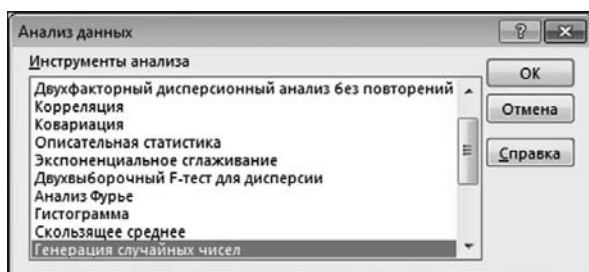 Анализ данных
Инструменты анализа
Двухфакторный дисперсионный анализ без повторений
Корреляция
Ковариация
Описательная статистика
Экспоненциальное сглаживание
Двухвыборочный F-тест для дисперсии
Анализ Фурье
Гистограмма
Скользящее среднее
Генерация случайных чисел
ОК
Отмена
Справка